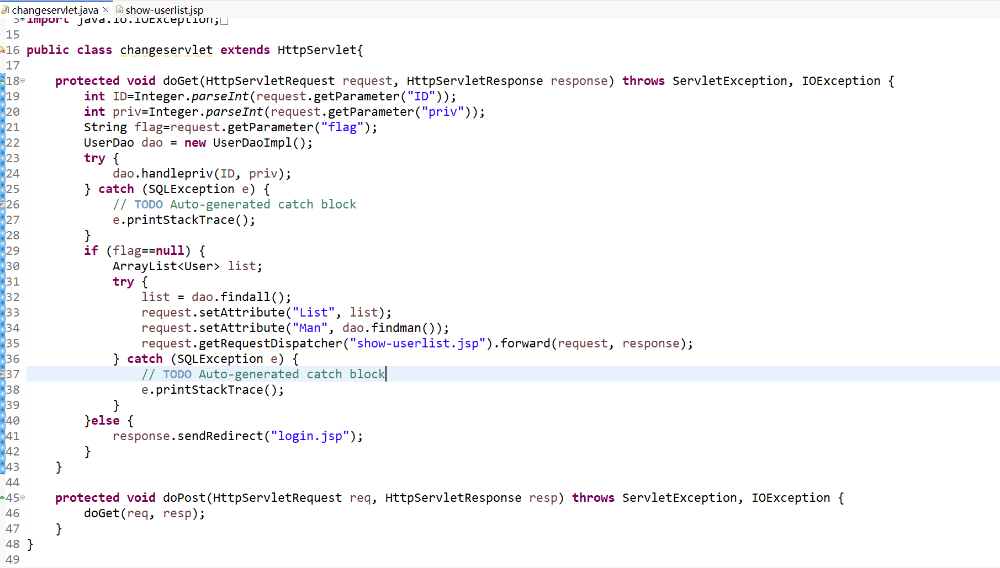 changeservlet.java × show-userlist.jsp
3 import java.io.IOException;
15
16 public class changeservlet extends HttpServlet{
17
18     protected void doGet(HttpServletRequest request, HttpServletResponse response) throws ServletException, IOException {
19         int ID=Integer.parseInt(request.getParameter("ID"));
20         int priv=Integer.parseInt(request.getParameter("priv"));
21         String flag=request.getParameter("flag");
22         UserDao dao = new UserDaoImpl();
23         try {
24             dao.handlepriv(ID, priv);
25         } catch (SQLException e) {
26             // TODO Auto-generated catch block
27             e.printStackTrace();
28         }
29         if (flag==null) {
30             ArrayList<User> list;
31             try {
32                 list = dao.findall();
33                 request.setAttribute("List", list);
34                 request.setAttribute("Man", dao.findman());
35                 request.getRequestDispatcher("show-userlist.jsp").forward(request, response);
36             } catch (SQLException e) {
37                 // TODO Auto-generated catch block
38                 e.printStackTrace();
39             }
40         }else {
41             response.sendRedirect("login.jsp");
42         }
43     }
44
45     protected void doPost(HttpServletRequest req, HttpServletResponse resp) throws ServletException, IOException {
46         doGet(req, resp);
47     }
48 }
49